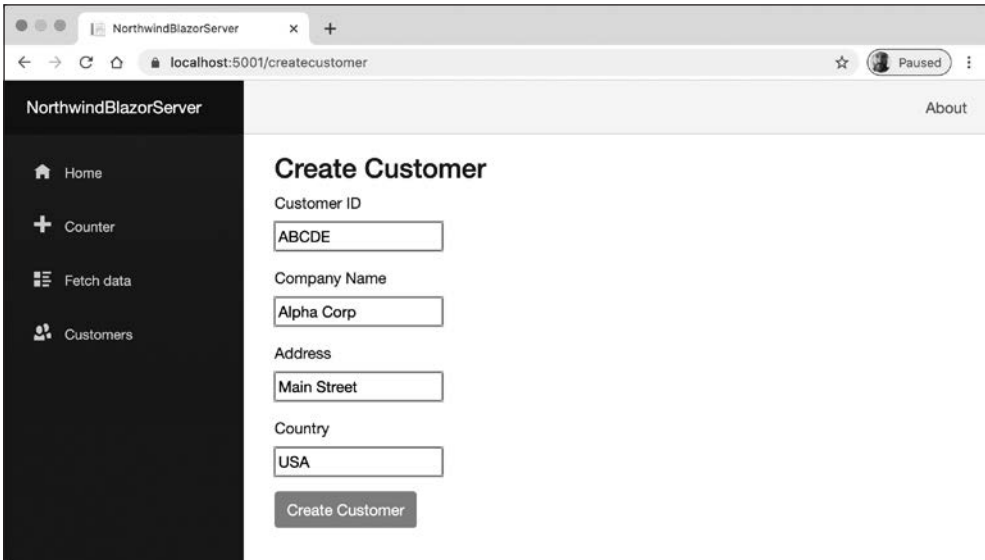 NorthwindBlazorServer
localhost:5001/createcustomer
Paused
NorthwindBlazorServer
About
Home
Counter
Fetch data
Customers
Create Customer
Customer ID
ABCDE
Company Name
Alpha Corp
Address
Main Street
Country
USA
Create Customer